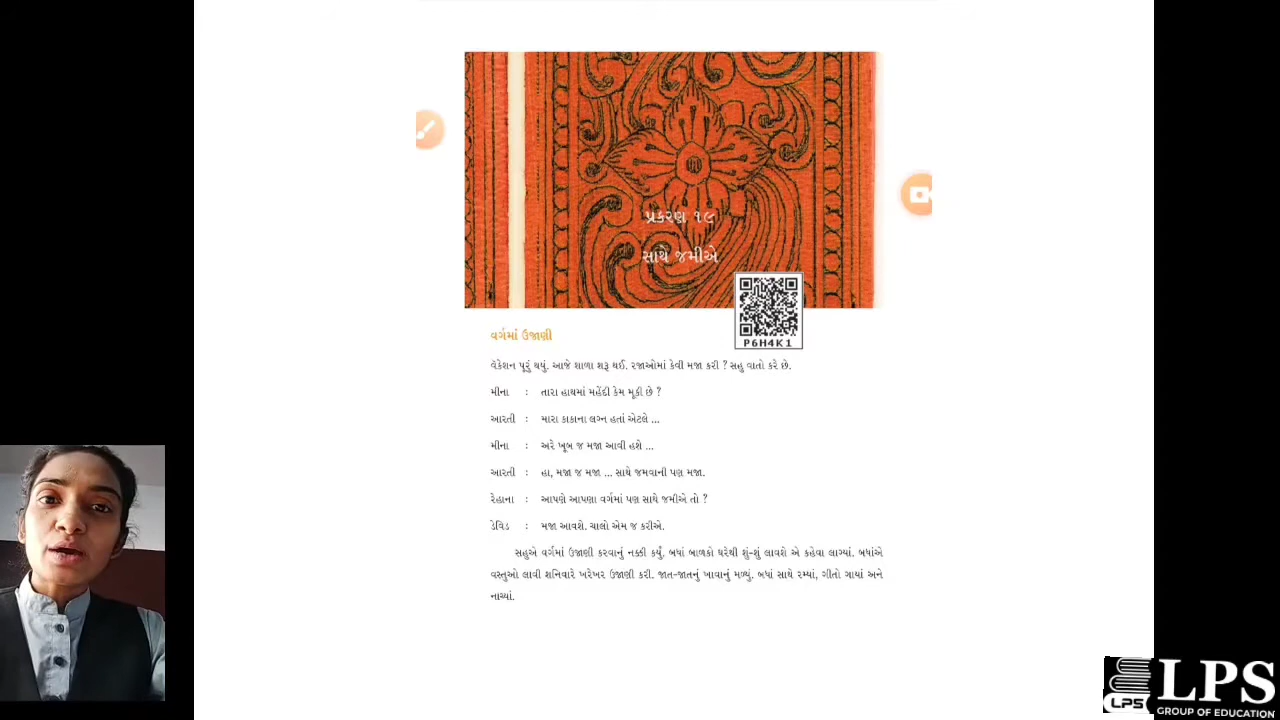 પ્રકરણ ૧૯
સાથે જમીએ
P6H4K1
વર્ગમાં ઉજાણી
વૅકેશન પૂરું થયું. આજે શાળા શરૂ થઈ. રજાઓમાં કેવી મજા કરી ? સહુ વાતો કરે છે.
મીના : તારા હાથમાં મહેંદી કેમ મૂકી છે ?
આરતી : મારા કાકાના લગ્ન હતાં એટલે ...
મીના : અરે ખૂબ જ મજા આવી હશે ...
આરતી : હા, મજા જ મજા ... સાથે જમવાની પણ મજા.
રેહાના : આપણે આપણા વર્ગમાં પણ સાથે જમીએ તો ?
ડેવિડ : મજા આવશે. ચાલો એમ જ કરીએ.
સહુએ વર્ગમાં ઉજાણી કરવાનું નક્કી કર્યું. બધાં બાળકો ઘરેથી શું-શું લાવશે એ કહેવા લાગ્યાં. બધાંએ
વસ્તુઓ લાવી શનિવારે ખરેખર ઉજાણી કરી. જાત-જાતનું ખાવાનું મળ્યું. બધાં સાથે રમ્યાં, ગીતો ગાયાં અને
નાચ્યાં.
LPS
LPS
GROUP OF EDUCATION